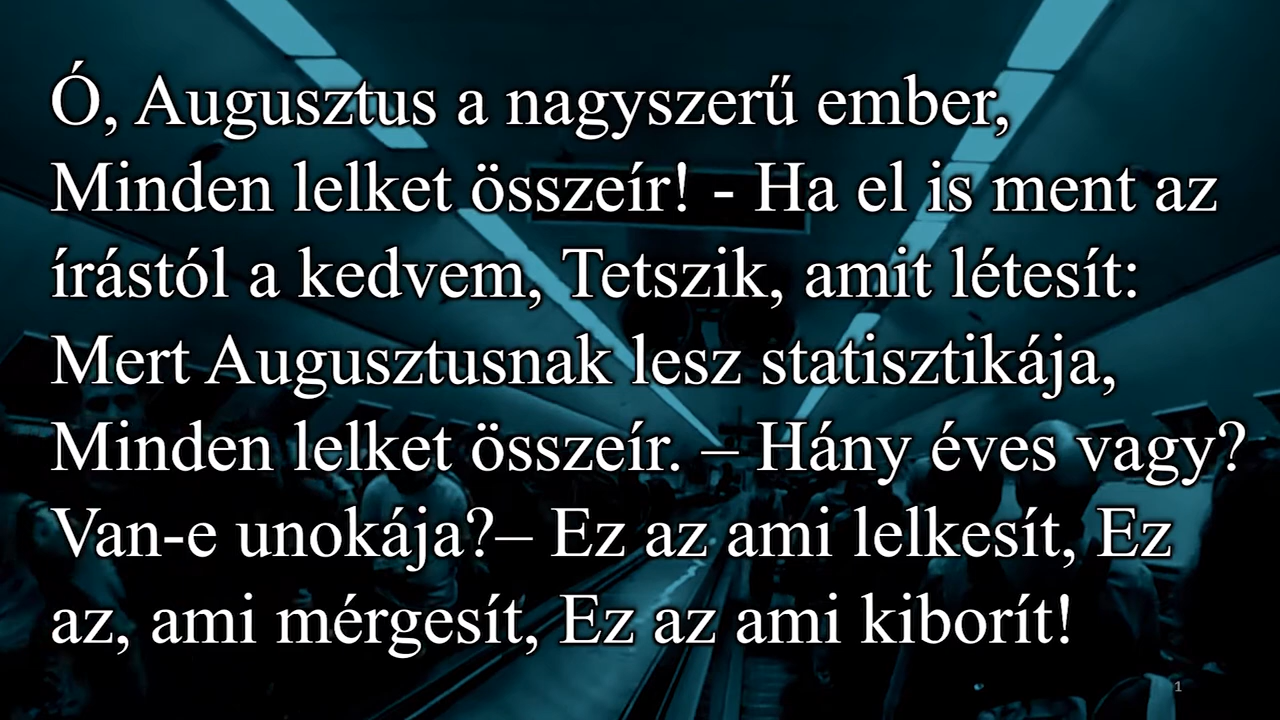 Ó, Augusztus a nagyszerű ember,
Minden lelket összeír! - Ha el is ment az
írástól a kedvem, Tetszik, amit létesít:
Mert Augusztusnak lesz statisztikája,
Minden lelket összeír. – Hány éves vagy?
Van-e unokája?– Ez az ami lelkesít, Ez
az, ami mérgesít, Ez az ami kiborít!
1